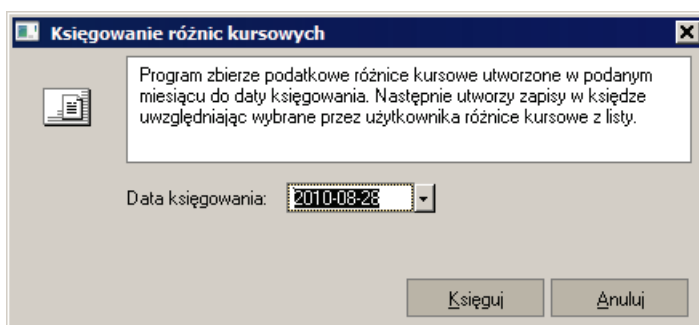 Księgowanie różnic kursowych
Program zbierze podatkowe różnice kursowe utworzone w podanym
miesiącu do daty księgowania. Następnie utworzy zapisy w księdze
uwzględniając wybrane przez użytkownika różnice kursowe z listy.
Data księgowania: 2010-08-28
Księguj Anuluj